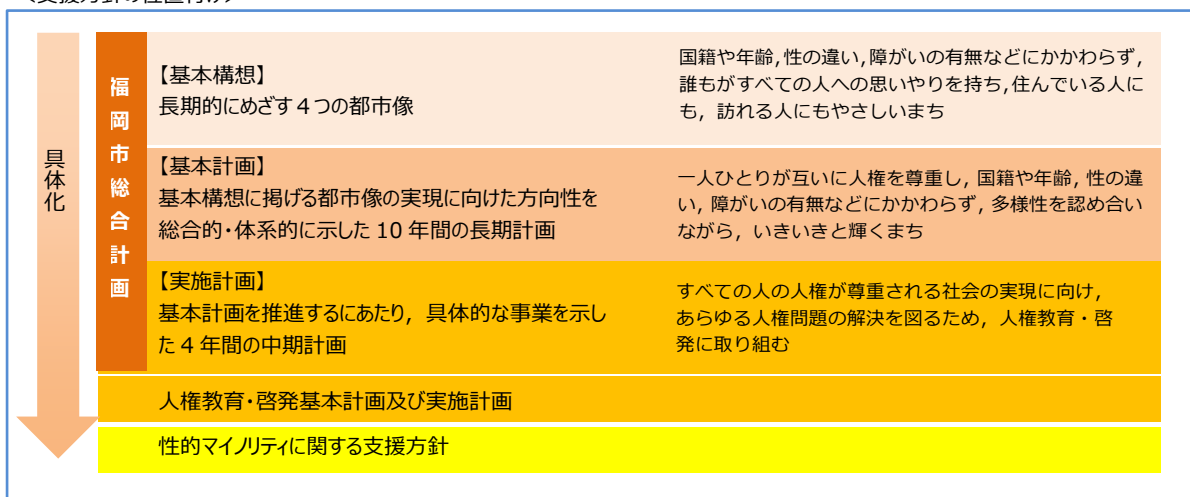 具体化
福岡市総合計画
【基本構想】
長期的にめざす４つの都市像
国籍や年齢,性の違い,障がいの有無などにかかわらず,
誰もがすべての人への思いやりを持ち,住んでいる人に
も，訪れる人にもやさしいまち
【基本計画】
基本構想に掲げる都市像の実現に向けた方向性を
総合的・体系的に示した 10 年間の長期計画
一人ひとりが互いに人権を尊重し，国籍や年齢，性の違
い，障がいの有無などにかかわらず，多様性を認め合い
ながら，いきいきと輝くまち
【実施計画】
基本計画を推進するにあたり，具体的な事業を示し
た 4 年間の中期計画
すべての人の人権が尊重される社会の実現に向け，
あらゆる人権問題の解決を図るため，人権教育・啓
発に取り組む
人権教育・啓発基本計画及び実施計画
性的マイノリティに関する支援方針